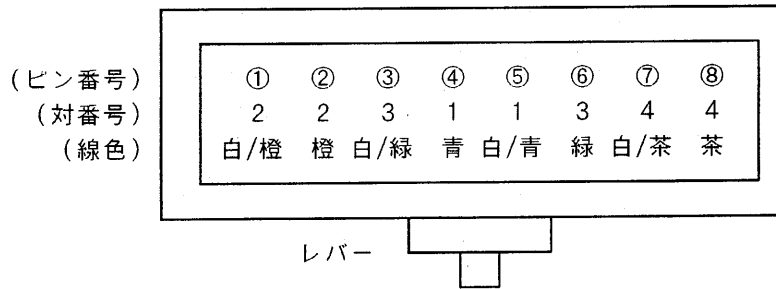 (ピン番号) ① ② ③ ④ ⑤ ⑥ ⑦ ⑧
(対番号) 2 2 3 1 1 3 4 4
(線色) 白/橙 橙 白/緑 青 白/青 緑 白/茶 茶
レバー